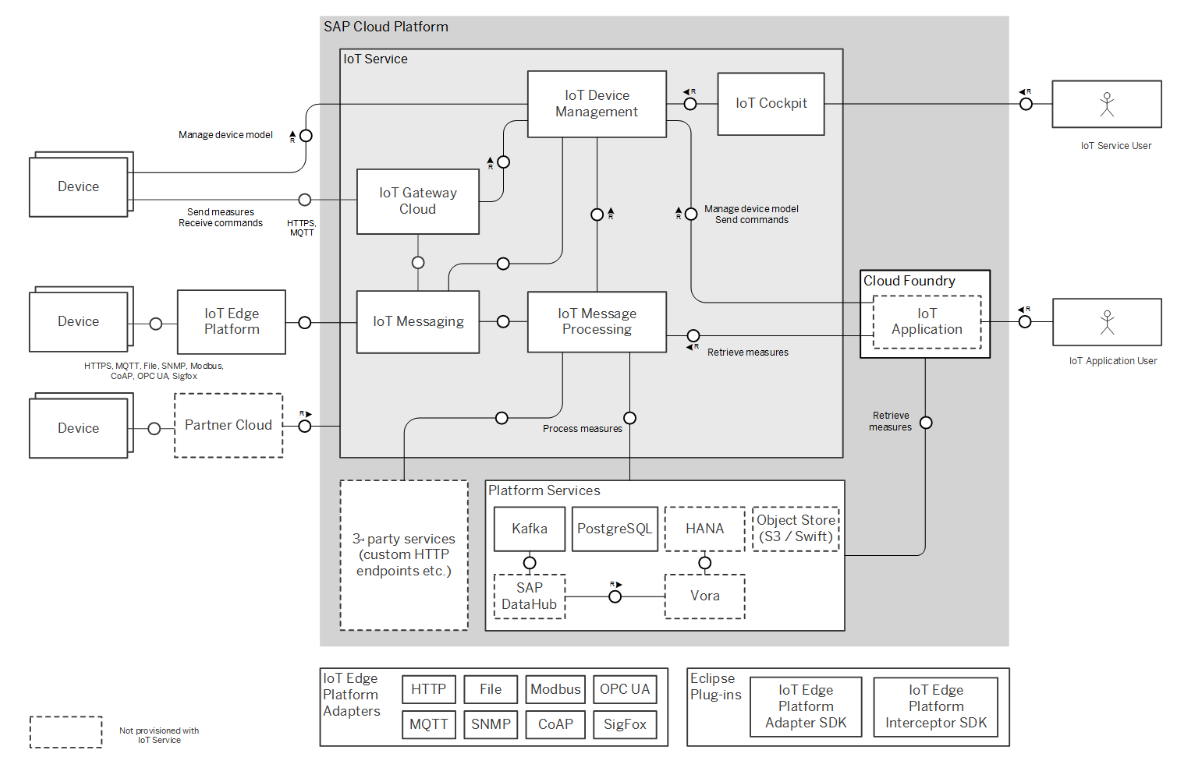 SAP Cloud Platform
IoT Service
IoT Device
Management
R
IoT Cockpit
R
IoT Service User
Manage device model
R
Device
Send measures
Receive commands
HTTPS,
MQTT
IoT Gateway
Cloud
R
R
R
Manage device model
Send commands
Device
IoT Edge
Platform
HTTPS, MQTT, File, SNMP, Modbus,
CoAP, OPC UA, Sigfox
IoT Messaging
IoT Message
Processing
R
Retrieve measures
Cloud Foundry
IoT
Application
R
IoT Application User
Device
Partner Cloud
R
Process measures
Retrieve
measures
3- party services
(custom HTTP
endpoints etc.)
Platform Services
Kafka
PostgreSQL
HANA
Object Store
(S3 / Swift)
SAP
DataHub
R
Vora
IoT Edge
Platform
Adapters
HTTP
File
Modbus
OPC UA
MQTT
SNMP
CoAP
SigFox
Eclipse
Plug-ins
IoT Edge
Platform
Adapter SDK
IoT Edge
Platform
Interceptor SDK
Not provisioned with
IoT Service